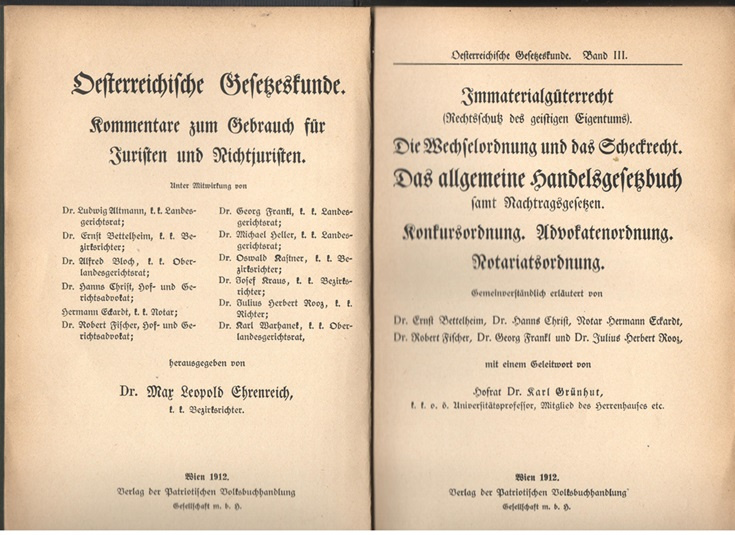 Oesterreichische Gesetzeskunde.
Kommentare zum Gebrauch für
Juristen und Nichtjuristen.
Unter Mitwirkung von
Dr. Ludwig Altmann, k. k. Landes-
gerichtsrat;
Dr. Ernst Bettelheim, k. k. Be-
zirksrichter;
Dr. Alfred Bloch, k. k. Ober-
landesgerichtsrat;
Dr. Hanns Christ, Hof- und Ge-
richtsadvokat;
Hermann Eckardt, k. k. Notar;
Dr. Robert Fischer, Hof- und Ge-
richtsadvokat;
Dr. Georg Frankl, k. k. Landes-
gerichtsrat;
Dr. Michael Heller, k. k. Landes-
gerichtsrat;
Dr. Oswald Kastner, k. k. Be-
zirksrichter;
Dr. Josef Kraus, k. k. Bezirks-
richter;
Dr. Julius Herbert Rooz, k. k.
Richter;
Dr. Karl Warhanek, k. k. Ober-
landesgerichtsrat,
herausgegeben von
Dr. Max Leopold Ehrenreich,
k. k. Bezirksrichter.
Wien 1912.
Verlag der Patriotischen Volksbuchhandlung
Gesellschaft m. b. H.
Oesterreichische Gesetzeskunde. Band III.
Immaterialgüterrecht
(Rechtsschutz des geistigen Eigentums).
Die Wechselordnung und das Scheckrecht.
Das allgemeine Handelsgesetzbuch
samt Nachtragsgesetzen.
Konkursordnung. Advokatenordnung.
Notariatsordnung.
Gemeinverständlich erläutert von
Dr. Ernst Bettelheim, Dr. Hanns Christ, Notar Hermann Eckardt,
Dr. Robert Fischer, Dr. Georg Frankl und Dr. Julius Herbert Rooz,
mit einem Geleitwort von
Hofrat Dr. Karl Grünhut,
k. k. o. ö. Universitätsprofessor, Mitglied des Herrenhauses etc.
Wien 1912.
Verlag der Patriotischen Volksbuchhandlung
Gesellschaft m. b. H.